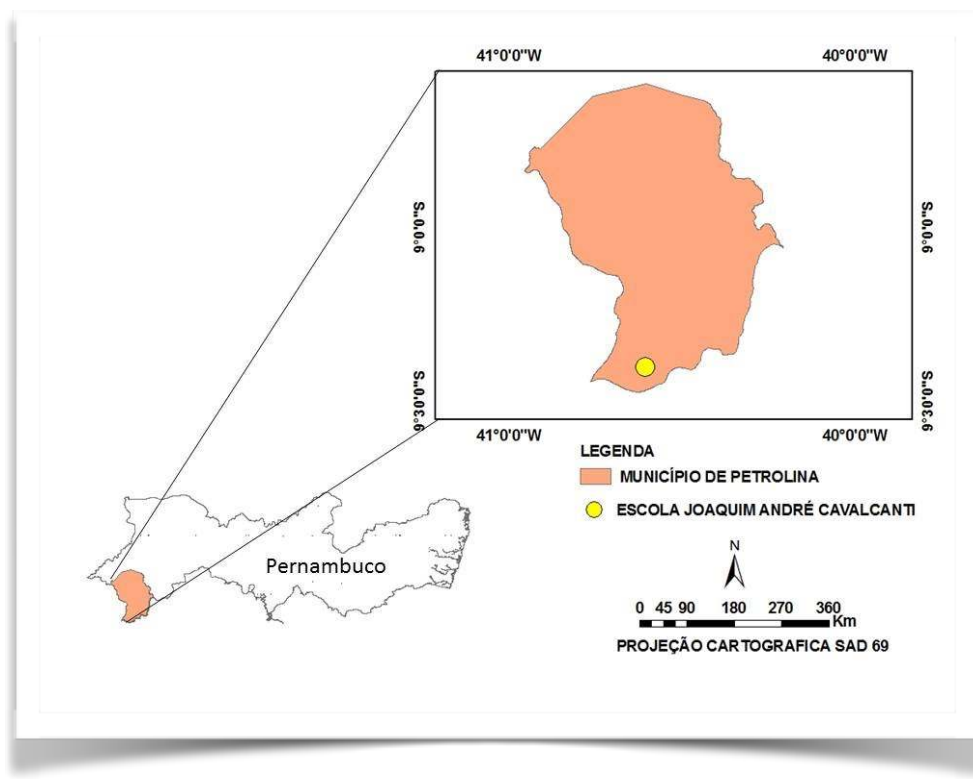 41°0'0"W 40°0'0"W
9°0'0"S 9°0'0"S
9°30'0"S 9°30'0"S
41°0'0"W 40°0'0"W
LEGENDA
MUNICÍPIO DE PETROLINA
ESCOLA JOAQUIM ANDRÉ CAVALCANTI
Pernambuco
N
0 45 90 180 270 360 Km
PROJEÇÃO CARTOGRAFICA SAD 69